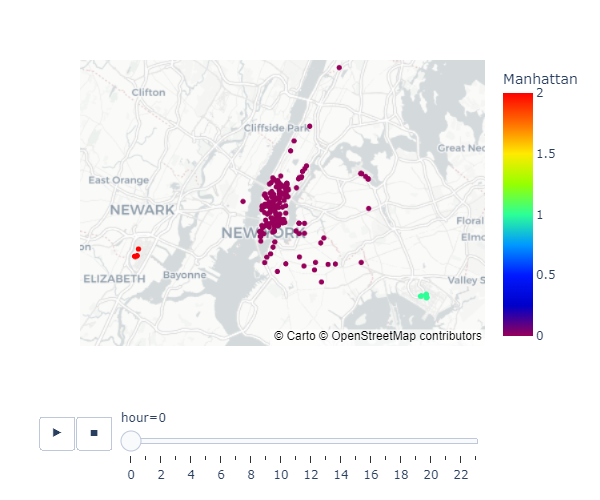 Manhattan
2
1.5
1
0.5
0
Clifton
Cliffside Park
Great Nec
East Orange
NEWARK
NEW YORK
Floral
Elmo
on
ELIZABETH
Bayonne
Valley S
© Carto © OpenStreetMap contributors
hour=0
0 2 4 6 8 10 12 14 16 18 20 22